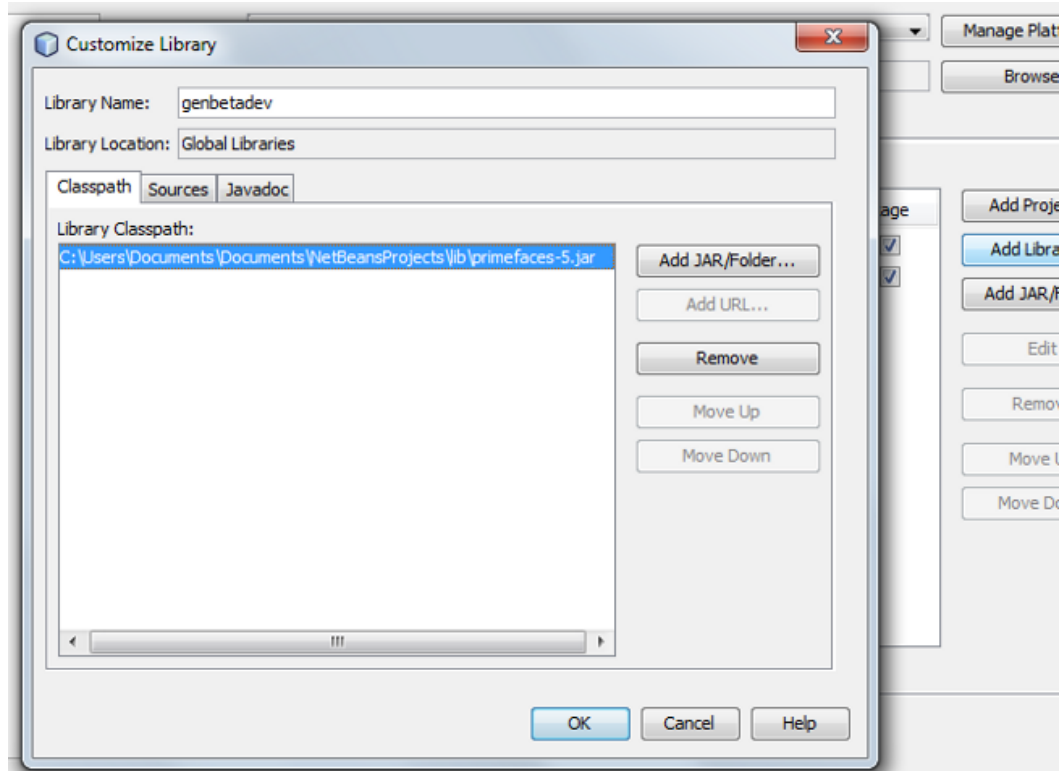 Customize Library
Manage Plat
Browse
Library Name: genbetadev
Library Location: Global Libraries
Classpath Sources Javadoc
Library Classpath:
C:\Users\Documents\Documents\NetBeansProjects\lib\primefaces-5.jar
Add JAR/Folder...
Add URL...
Remove
Move Up
Move Down
OK Cancel Help
age
Add Proje
Add Libra
Add JAR/F
Edit
Remov
Move U
Move Do